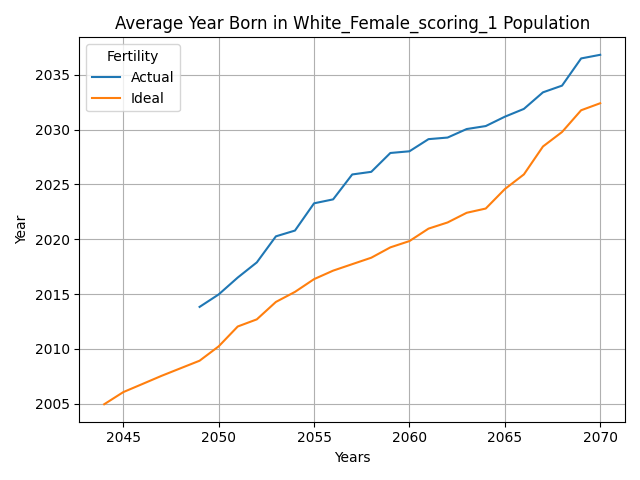 Average Year Born in White_Female_scoring_1 Population
Fertility
Actual
Ideal
Year
2035
2030
2025
2020
2015
2010
2005
2045 2050 2055 2060 2065 2070
Years